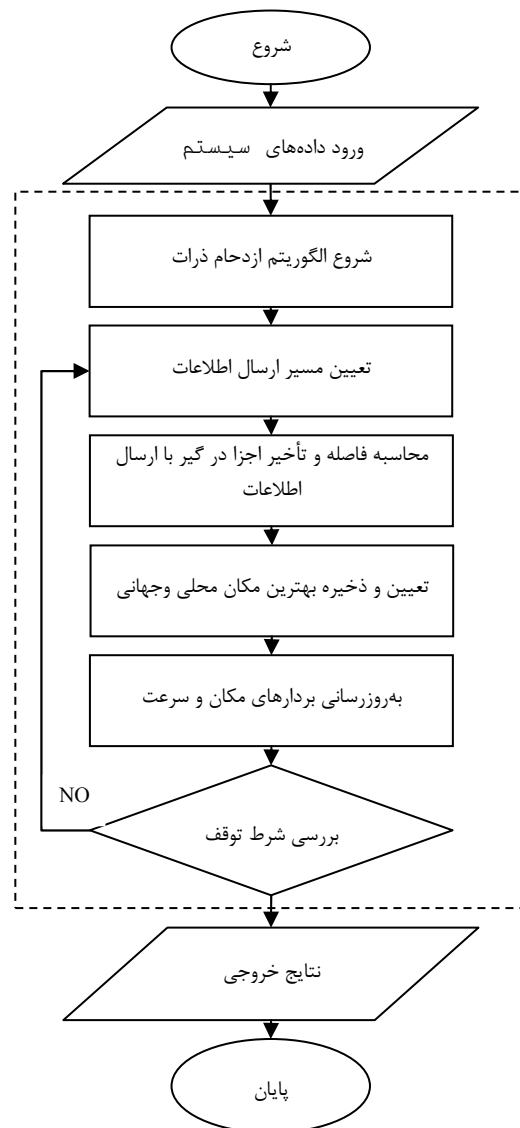 شروع
ورود داده‌های سیستم
شروع الگوریتم ازدحام ذرات
تعیین مسیر ارسال اطلاعات
محاسبه فاصله و تأخیر اجزا در گیر با ارسال
اطلاعات
تعیین و ذخیره بهترین مکان محلی وجهانی
به‌روزرسانی بردارهای مکان و سرعت
NO
بررسی شرط توقف
نتایج خروجی
پایان